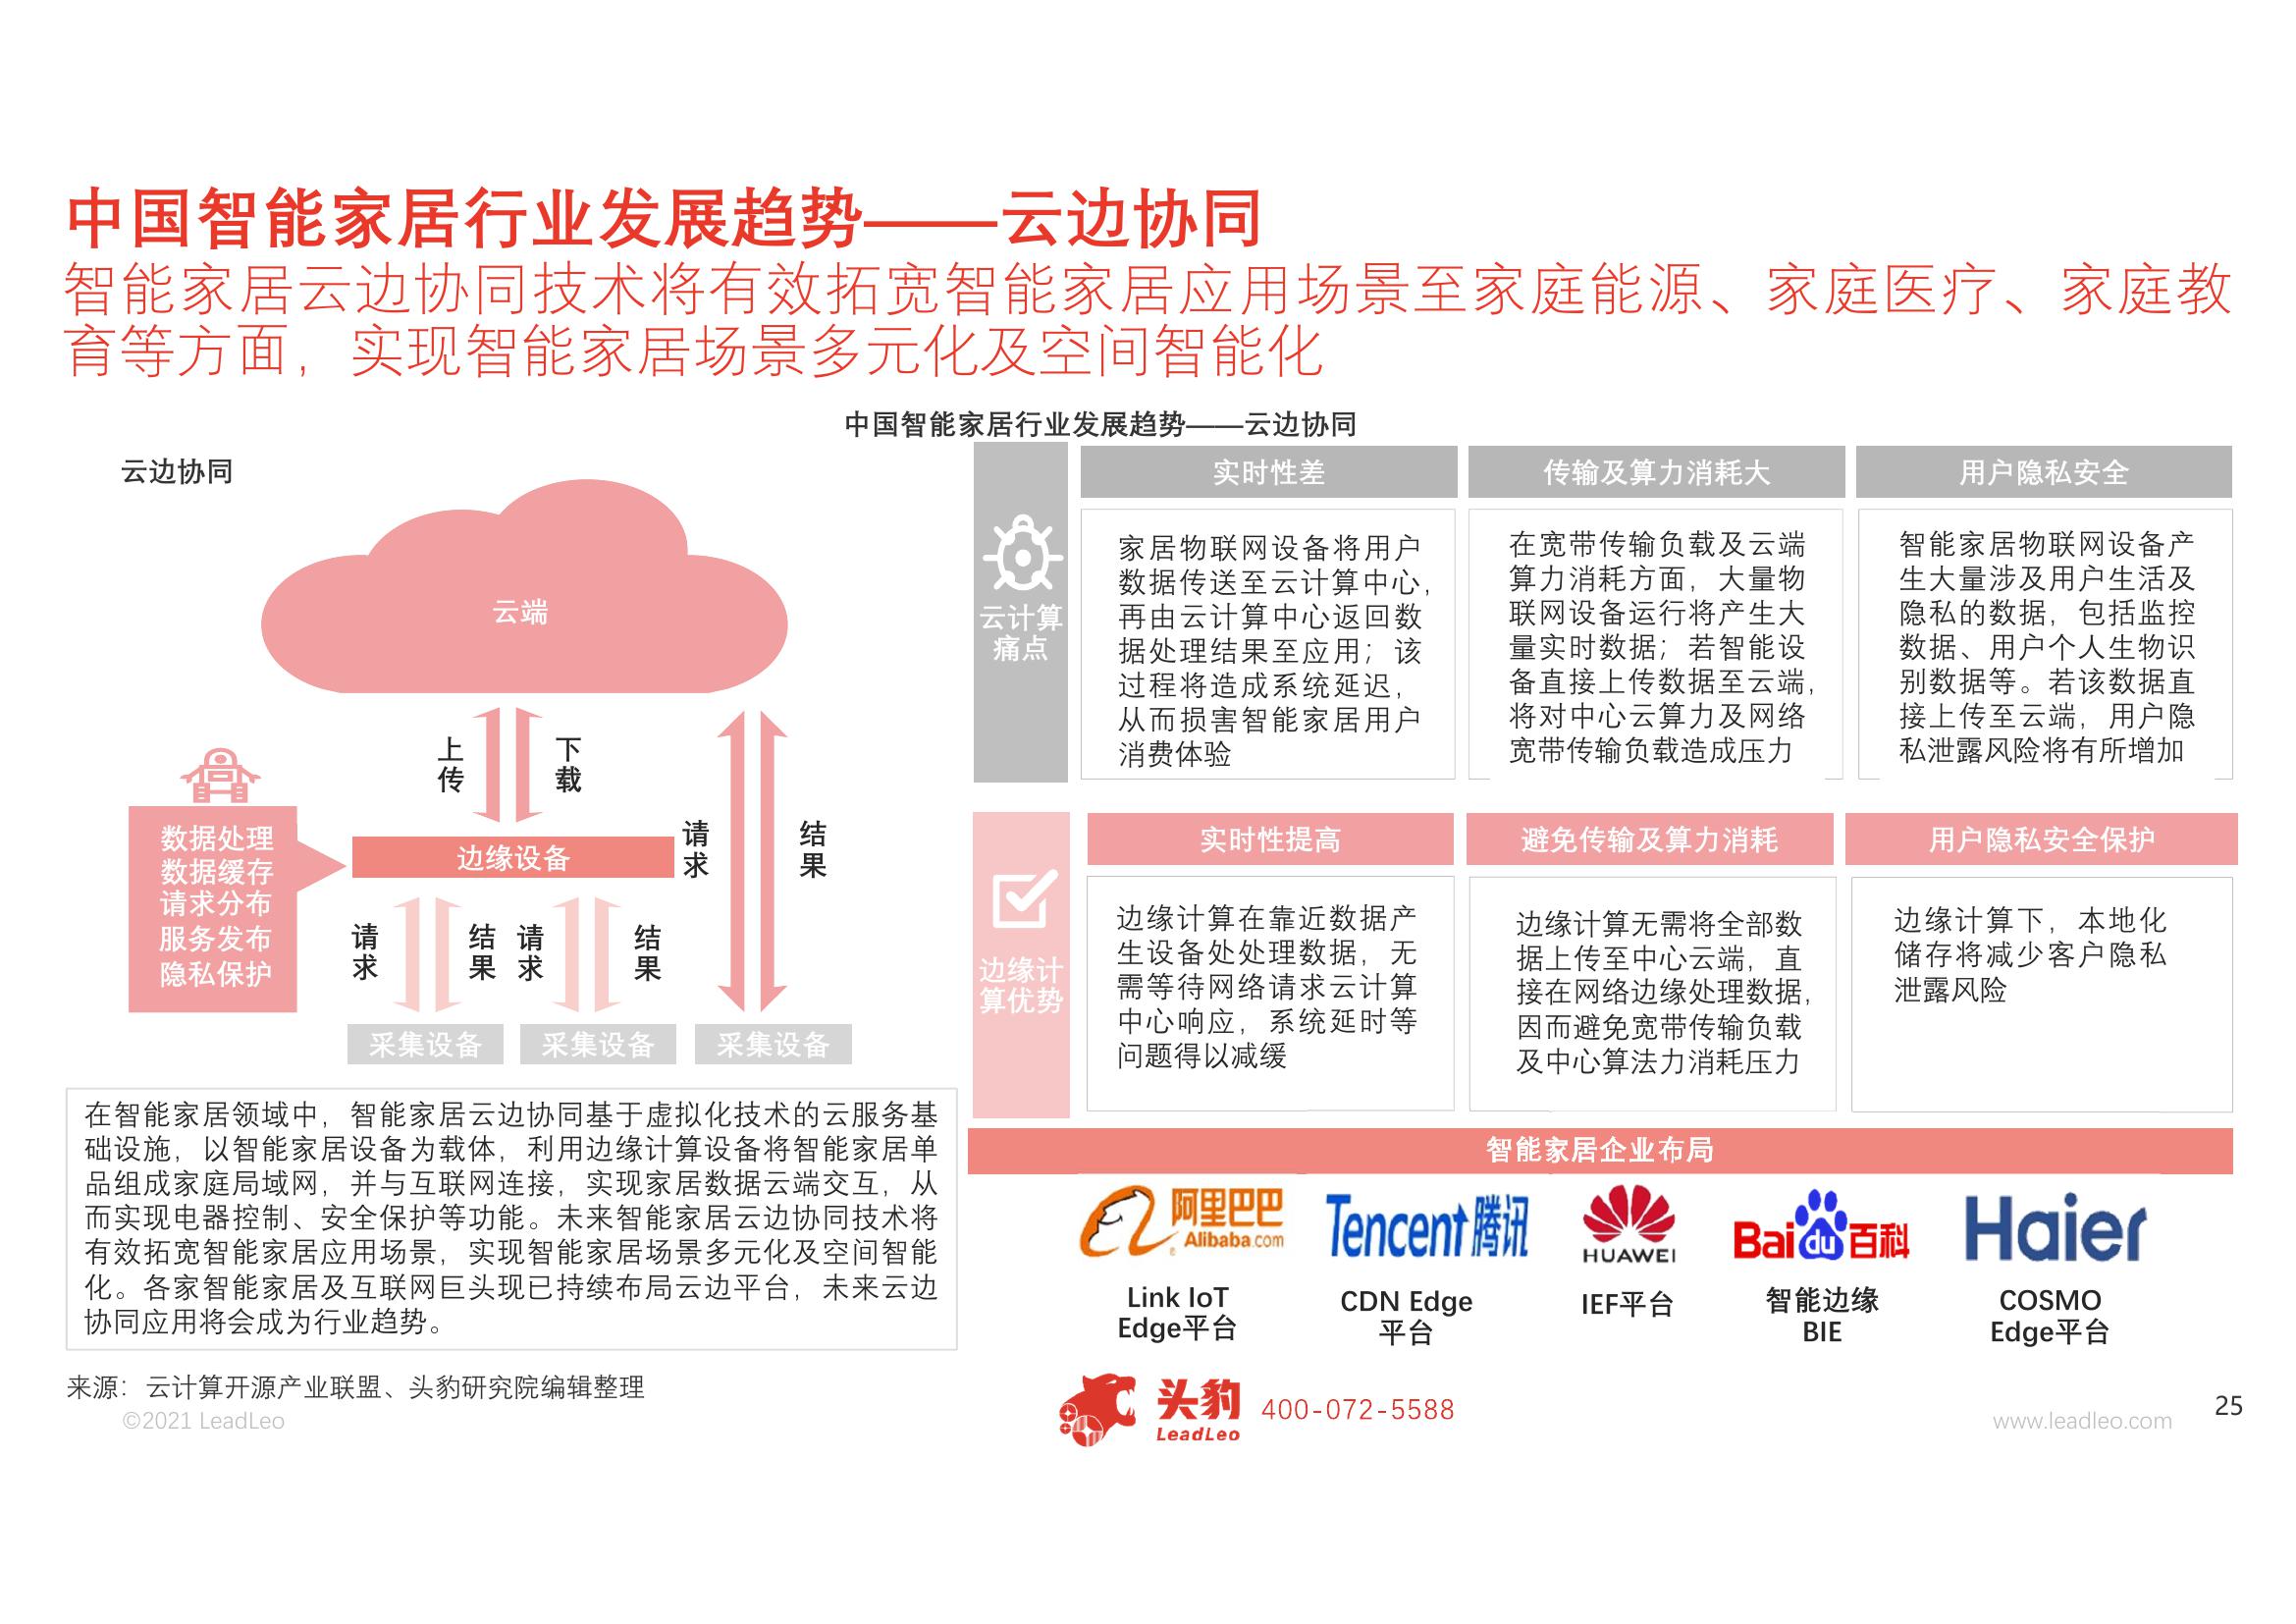 中国智能家居行业发展趋势——云边协同
智能家居云边协同技术将有效拓宽智能家居应用场景至家庭能源、家庭医疗、家庭教
育等方面，实现智能家居场景多元化及空间智能化
中国智能家居行业发展趋势——云边协同
云边协同
云端
上传
下载
请求
结果
数据处理
数据缓存
请求分布
服务发布
隐私保护
边缘设备
请求
结果
请求
结果
采集设备
采集设备
采集设备
在智能家居领域中，智能家居云边协同基于虚拟化技术的云服务基
础设施，以智能家居设备为载体，利用边缘计算设备将智能家居单
品组成家庭局域网，并与互联网连接，实现家居数据云端交互，从
而实现电器控制、安全保护等功能。未来智能家居云边协同技术将
有效拓宽智能家居应用场景，实现智能家居场景多元化及空间智能
化。各家智能家居及互联网巨头现已持续布局云边平台，未来云边
协同应用将会成为行业趋势。
云计算
痛点
实时性差
家居物联网设备将用户
数据传送至云计算中心，
再由云计算中心返回数
据处理结果至应用；该
过程将造成系统延迟，
从而损害智能家居用户
消费体验
传输及算力消耗大
在宽带传输负载及云端
算力消耗方面，大量物
联网设备运行将产生大
量实时数据；若智能设
备直接上传数据至云端，
将对中心云算力及网络
宽带传输负载造成压力
用户隐私安全
智能家居物联网设备产
生大量涉及用户生活及
隐私的数据，包括监控
数据、用户个人生物识
别数据等。若该数据直
接上传至云端，用户隐
私泄露风险将有所增加
边缘计
算优势
实时性提高
边缘计算在靠近数据产
生设备处处理数据，无
需等待网络请求云计算
中心响应，系统延时等
问题得以减缓
避免传输及算力消耗
边缘计算无需将全部数
据上传至中心云端，直
接在网络边缘处理数据，
因而避免宽带传输负载
及中心算法力消耗压力
用户隐私安全保护
边缘计算下，本地化
储存将减少客户隐私
泄露风险
智能家居企业布局
阿里巴巴
Alibaba.com
Tencent 腾讯
HUAWEI
Baidu百科
Haier
Link IoT
Edge平台
CDN Edge
平台
IEF平台
智能边缘
BIE
COSMO
Edge平台
来源：云计算开源产业联盟、头豹研究院编辑整理
©2021 LeadLeo
头豹
LeadLeo
400-072-5588
www.leadleo.com
25